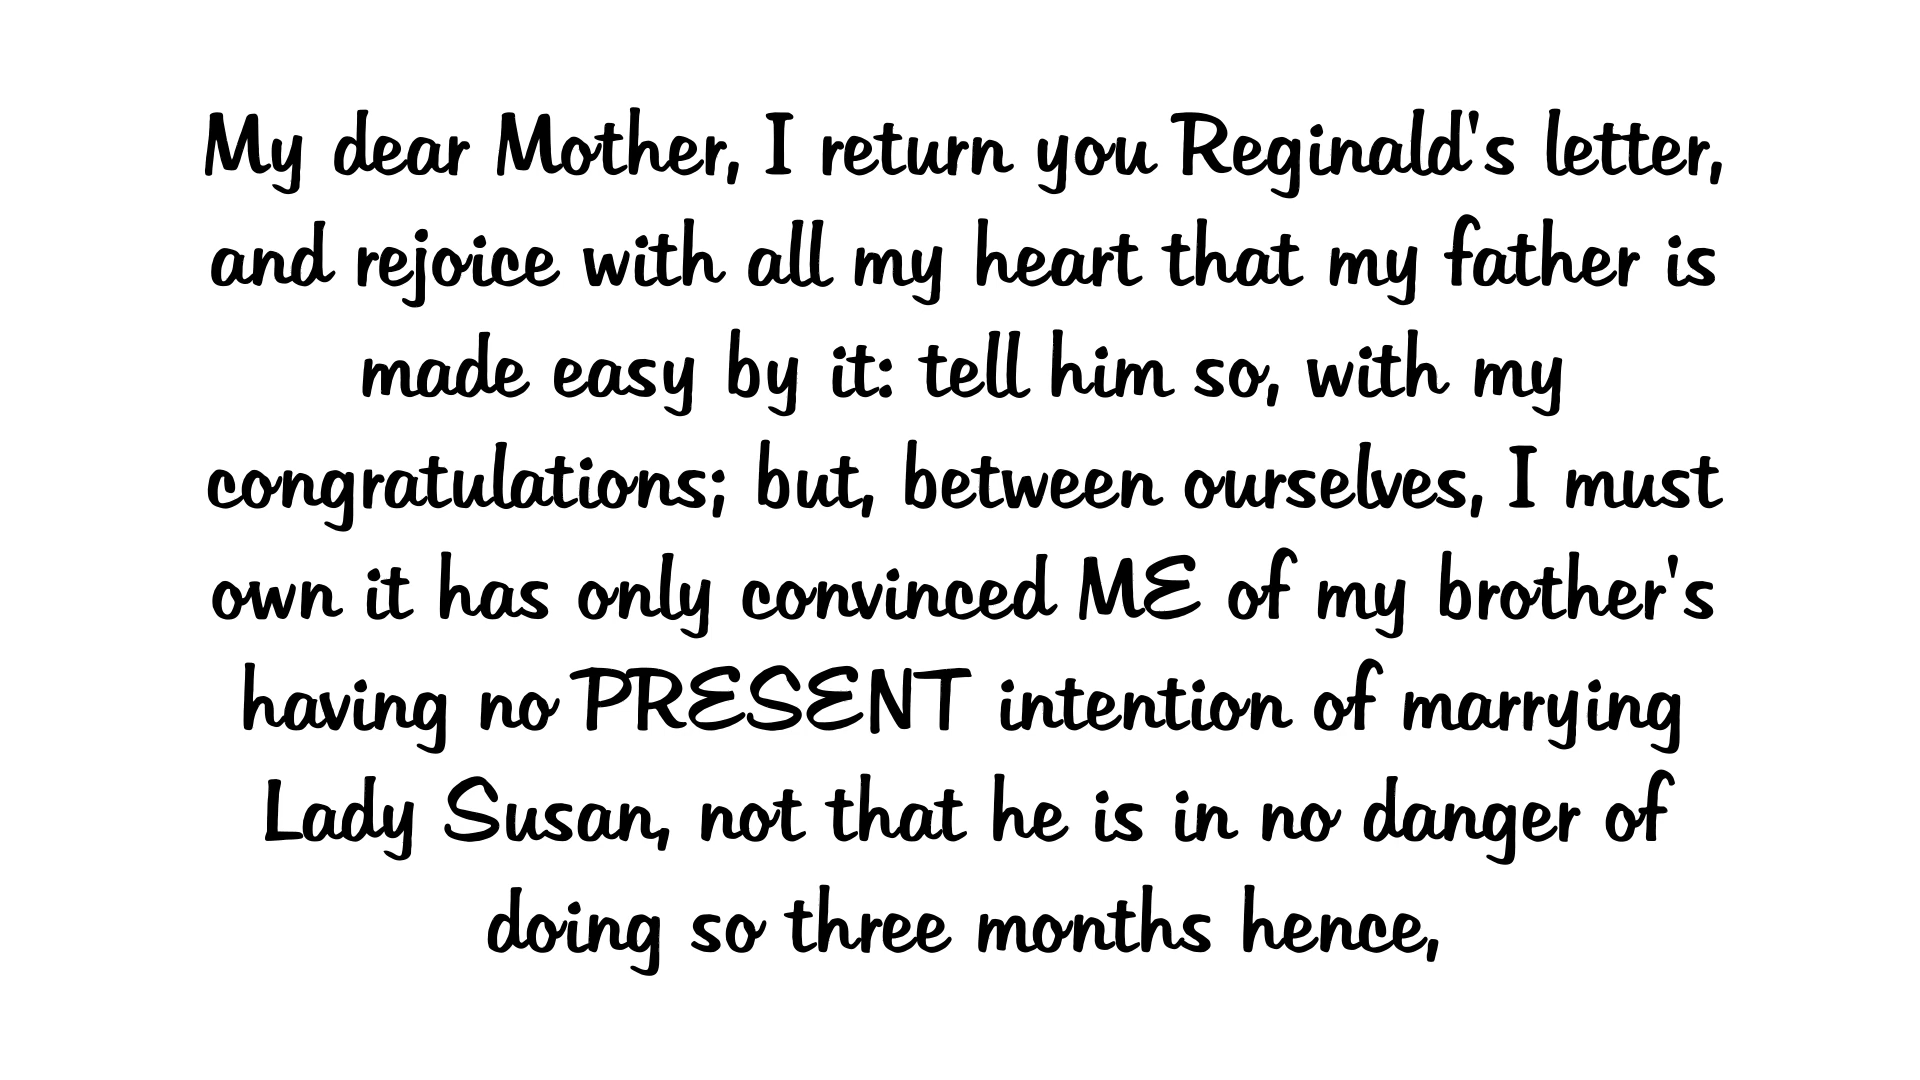 My dear Mother, I return you Reginald's letter,
and rejoice with all my heart that my father is
made easy by it: tell him so, with my
congratulations; but, between ourselves, I must
own it has only convinced ME of my brother's
having no PRESENT intention of marrying
Lady Susan, not that he is in no danger of
doing so three months hence,